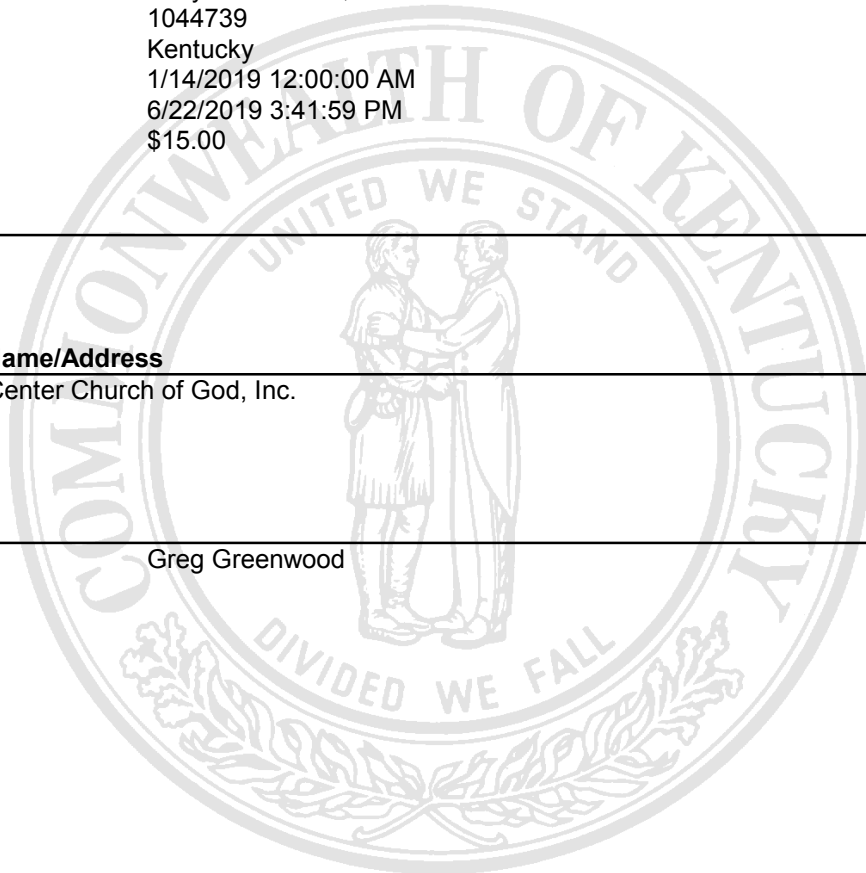 1044739
Kentucky
1/14/2019 12:00:00 AM
6/22/2019 3:41:59 PM
$15.00
COMMONWEALTH OF KENTUCKY
UNITED WE STAND
ame/Address
Center Church of God, Inc.
Greg Greenwood
DIVIDED WE FALL